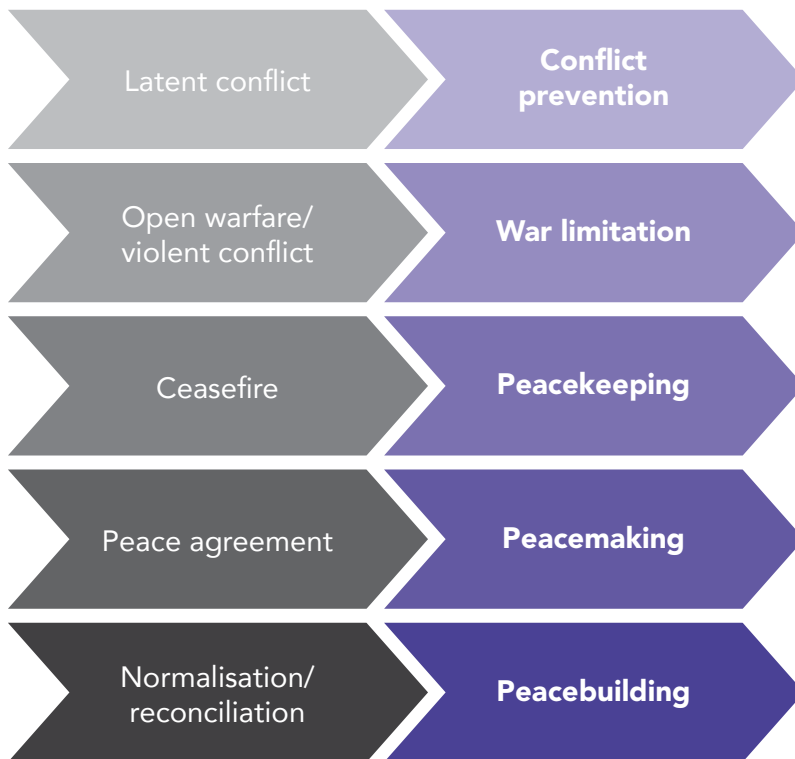 Latent conflict
Conflict
prevention
Open warfare/
violent conflict
War limitation
Ceasefire
Peacekeeping
Peace agreement
Peacemaking
Normalisation/
reconciliation
Peacebuilding